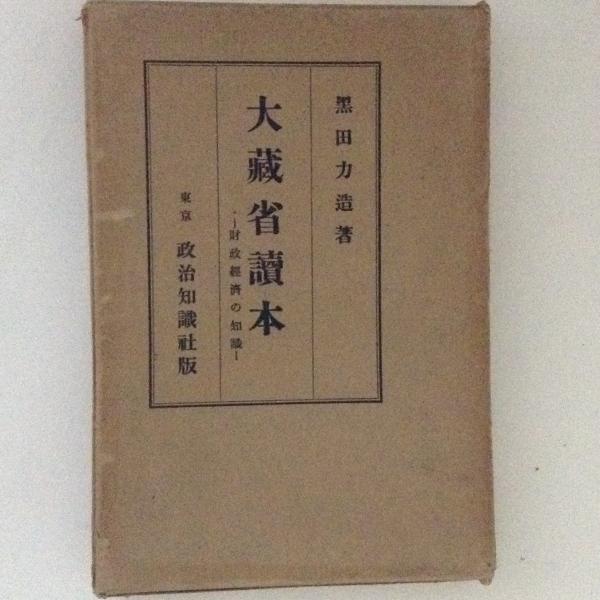 黒田力造著
大藏省讀本
―財政經濟の知識―
東京 政治知識社版